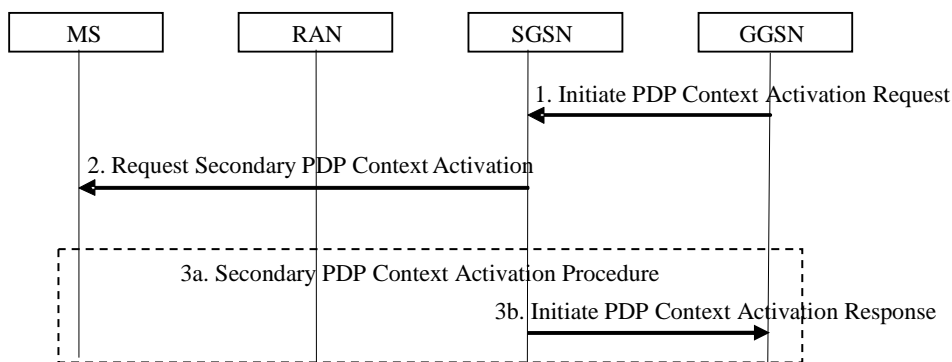 MS
RAN
SGSN
GGSN
1. Initiate PDP Context Activation Request
2. Request Secondary PDP Context Activation
3a. Secondary PDP Context Activation Procedure
3b. Initiate PDP Context Activation Response